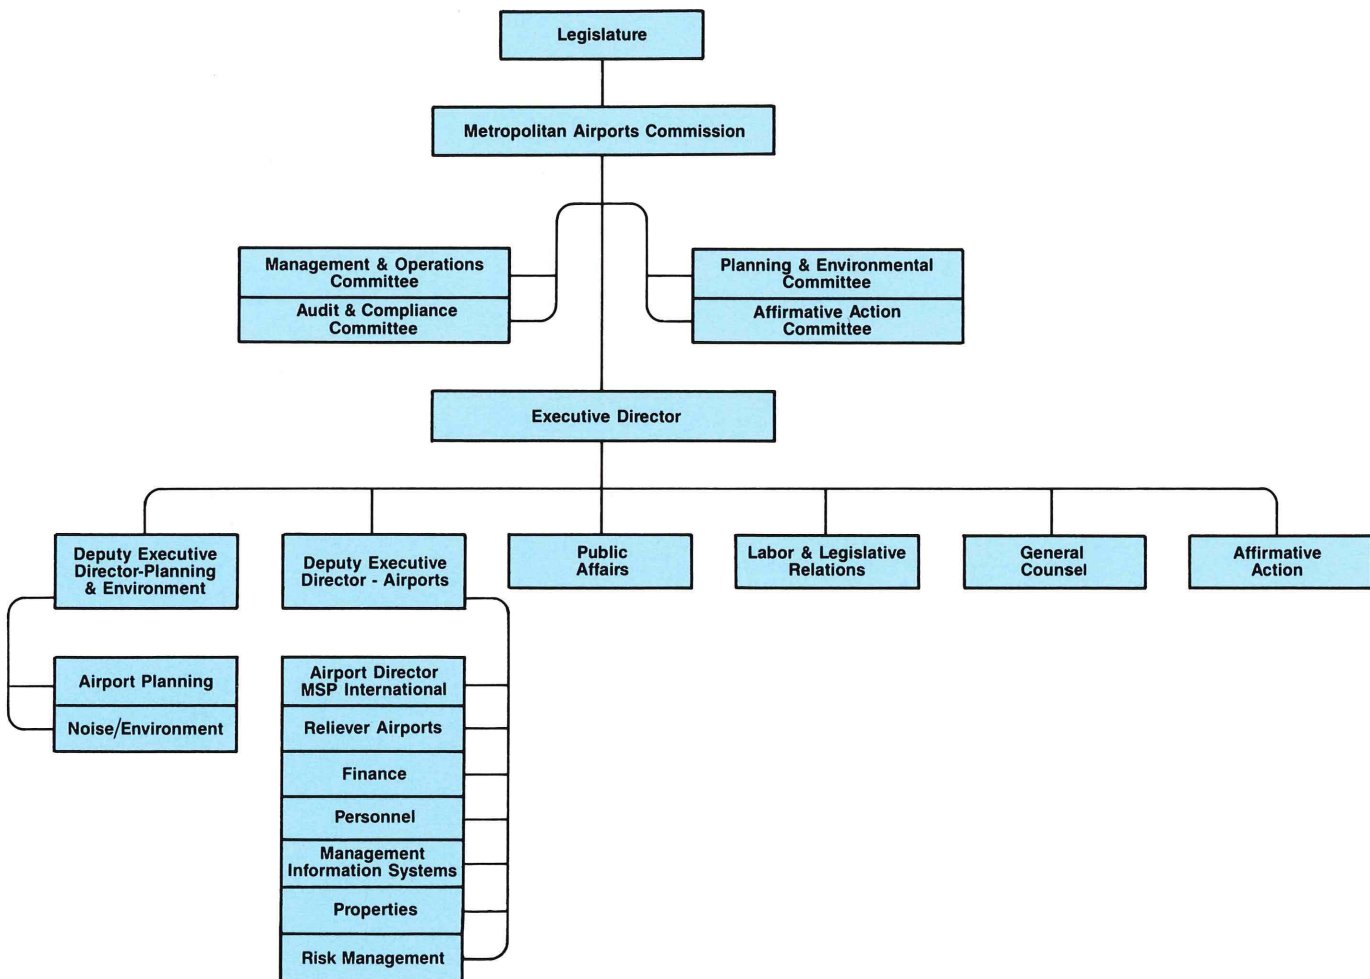 Legislature
Metropolitan Airports Commission
Management & Operations
Committee
Audit & Compliance
Committee
Planning & Environmental
Committee
Affirmative Action
Committee
Executive Director
Deputy Executive
Director-Planning
& Environment
Deputy Executive
Director - Airports
Public
Affairs
Labor & Legislative
Relations
General
Counsel
Affirmative
Action
Airport Planning
Noise/Environment
Airport Director
MSP International
Reliever Airports
Finance
Personnel
Management
Information Systems
Properties
Risk Management